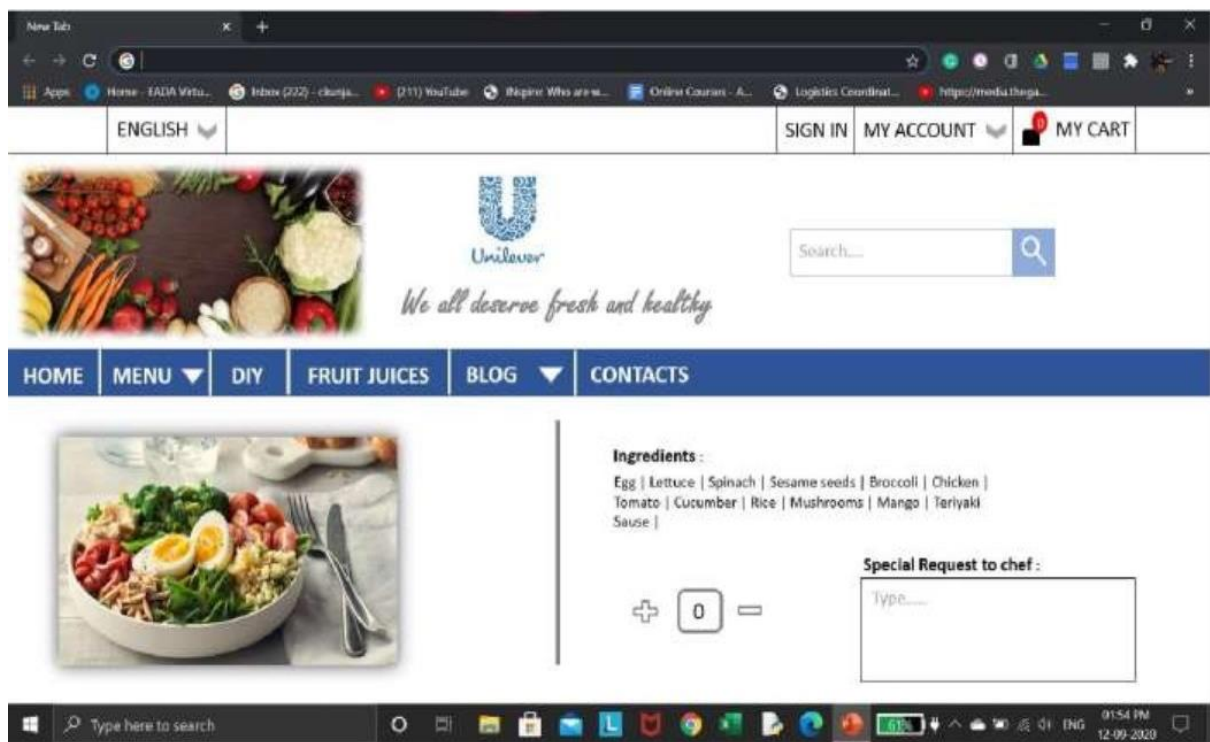 New Tab
Apps Home - EADA Virtu... Inbox (222) - (211) YouTube Who are w... Online Courses - A... Logistics Coordinat...
ENGLISH SIGN IN MY ACCOUNT 0 MY CART
Unilever
Search....
We all deserve fresh and healthy
HOME MENU DIY FRUIT JUICES BLOG CONTACTS
Ingredients :
Egg | Lettuce | Spinach | Sesame seeds | Broccoli | Chicken |
Tomato | Cucumber | Rice | Mushrooms | Mango | Teriyaki
Sause |
Special Request to chef :
Type......
0
Type here to search 61% ENG 01:54 PM
12-09-2020